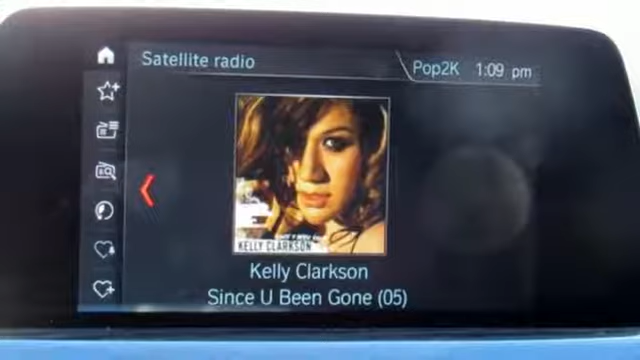 Satellite radio
Pop2K 1:09 pm
KELLY CLARKSON
Kelly Clarkson
Since U Been Gone (05)